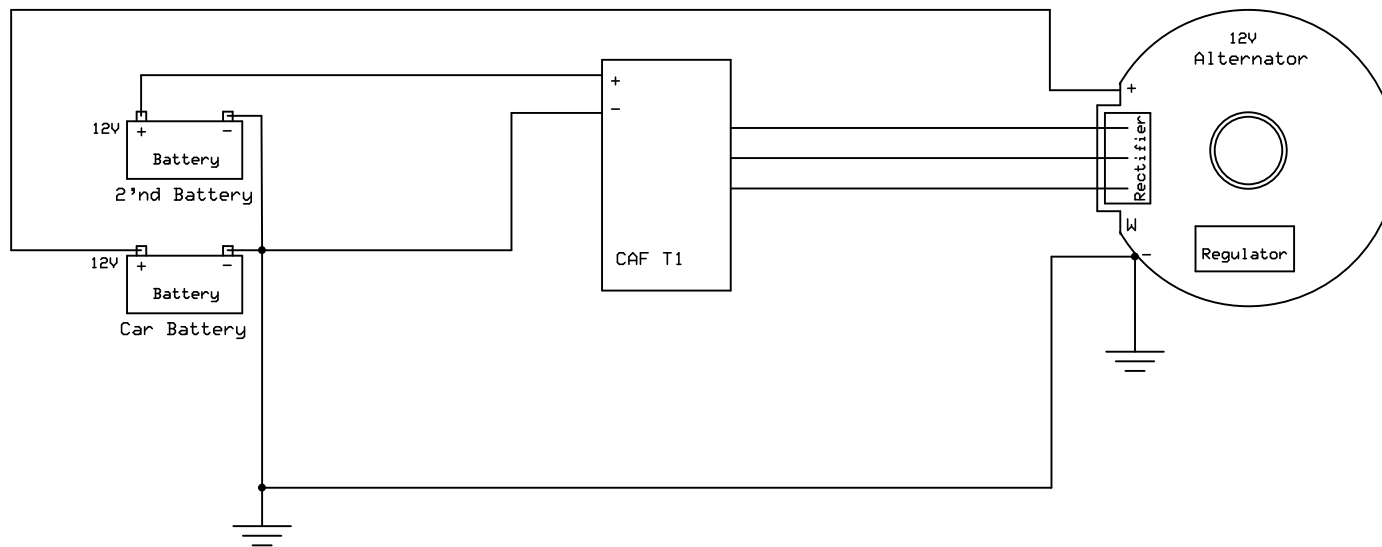 12V
Alternator
+
+
-
12V
+ -
Battery
2'nd Battery
Rectifier
W
-
Regulator
CAF T1
12V
+ -
Battery
Car Battery